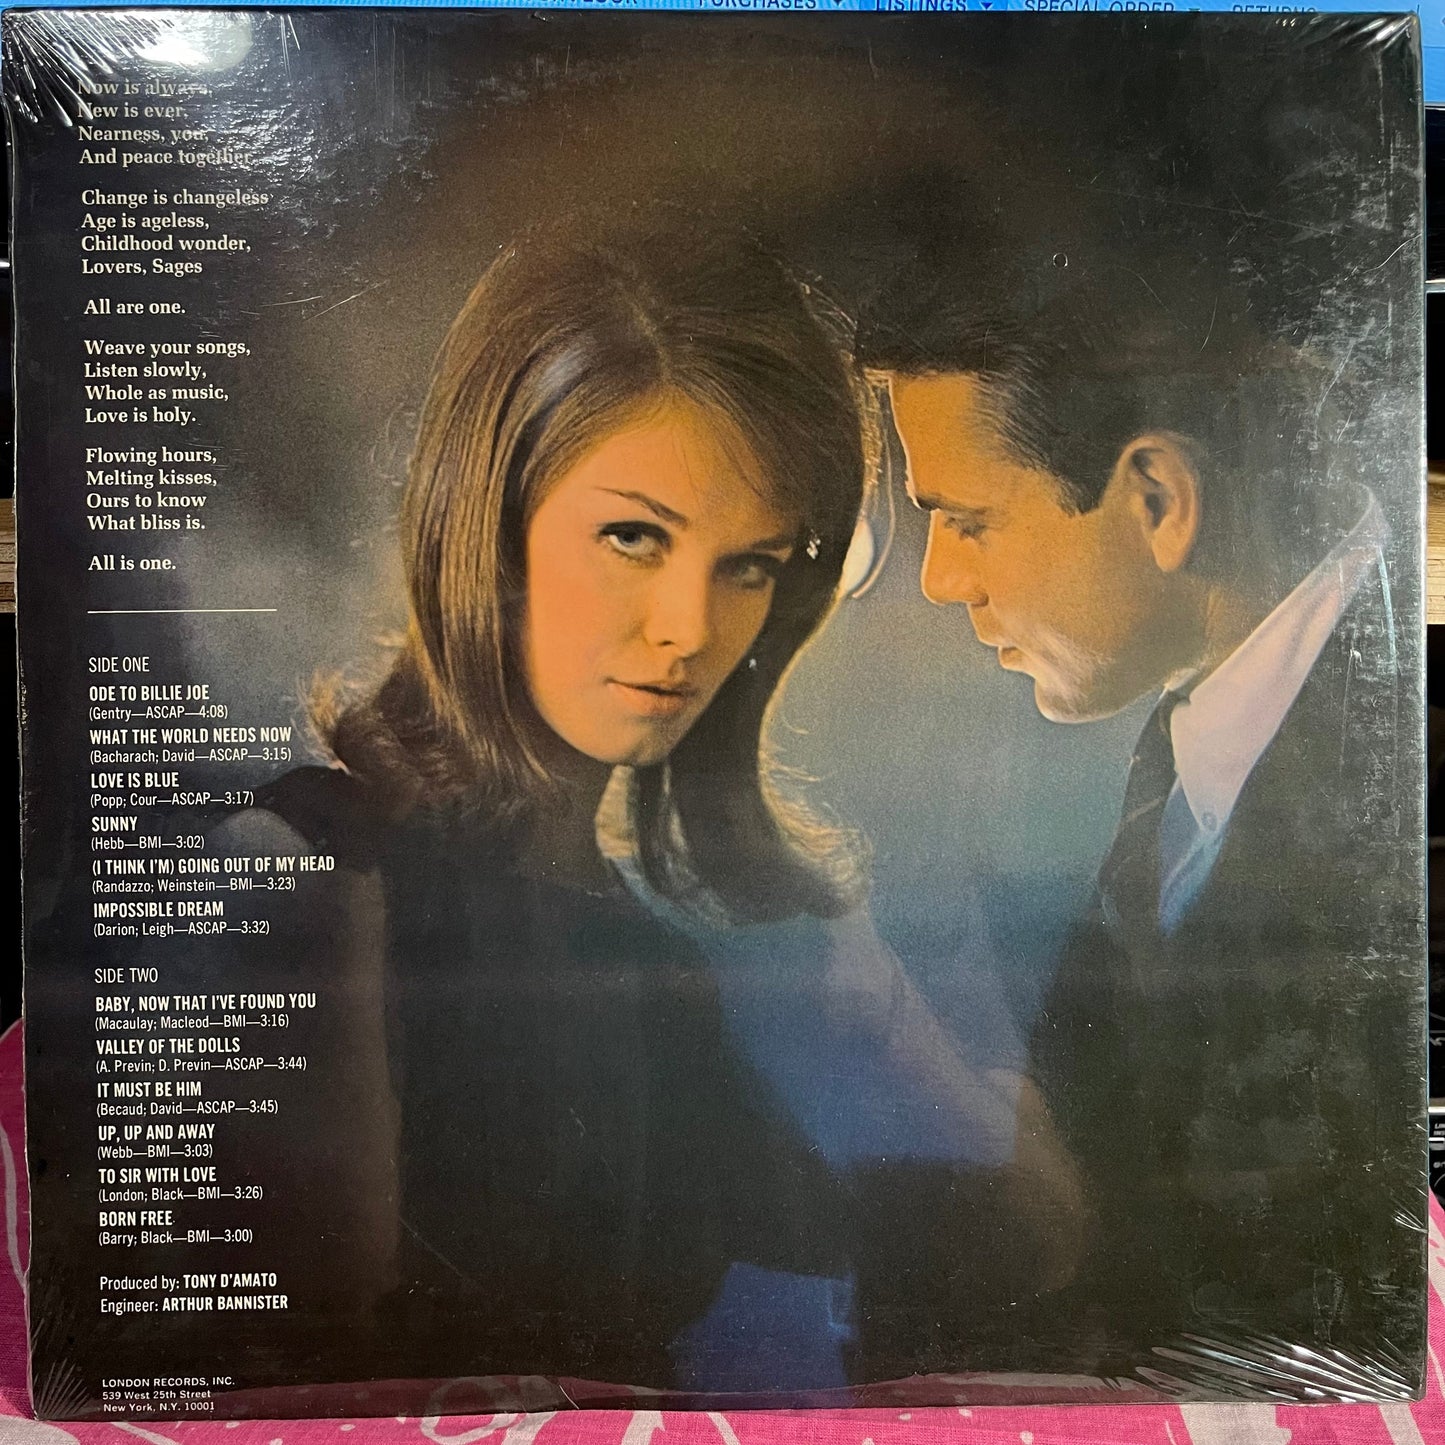 PURCHASES
LISTINGS
SPECIAL ORDER
RETURNS
Now is always,
New is ever,
Nearness, you,
And peace together.
Change is changeless
Age is ageless,
Childhood wonder,
Lovers, Sages
All are one.
Weave your songs,
Listen slowly,
Whole as music,
Love is holy.
Flowing hours,
Melting kisses,
Ours to know
What bliss is.
All is one.
SIDE ONE
ODE TO BILLIE JOE
(Gentry—ASCAP—4:08)
WHAT THE WORLD NEEDS NOW
(Bacharach; David—ASCAP—3:15)
LOVE IS BLUE
(Popp; Cour—ASCAP—3:17)
SUNNY
(Hebb—BMI—3:02)
(I THINK I'M) GOING OUT OF MY HEAD
(Randazzo; Weinstein—BMI—3:23)
IMPOSSIBLE DREAM
(Darion; Leigh—ASCAP—3:32)
SIDE TWO
BABY, NOW THAT I'VE FOUND YOU
(Macaulay; Macleod—BMI—3:16)
VALLEY OF THE DOLLS
(A. Previn; D. Previn—ASCAP—3:44)
IT MUST BE HIM
(Becaud; David—ASCAP—3:45)
UP, UP AND AWAY
(Webb—BMI—3:03)
TO SIR WITH LOVE
(London; Black—BMI—3:26)
BORN FREE
(Barry; Black—BMI—3:00)
Produced by: TONY D'AMATO
Engineer: ARTHUR BANNISTER
LONDON RECORDS, INC.
539 West 25th Street
New York, N.Y. 10001